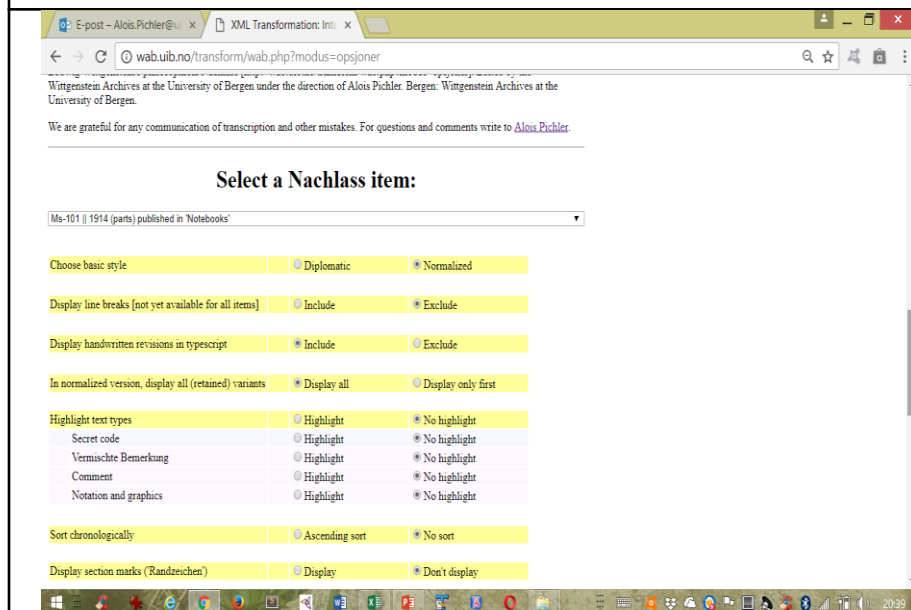 E-post – Alois.Pichler@u
XML Transformation: Inte
wab.uib.no/transform/wab.php?modus=opsjoner
Wittgenstein Archives at the University of Bergen under the direction of Alois Pichler. Bergen: Wittgenstein Archives at the
University of Bergen.
We are grateful for any communication of transcription and other mistakes. For questions and comments write to Alois Pichler.
Select a Nachlass item:
Ms-101 || 1914 (parts) published in 'Notebooks'
Choose basic style Diplomatic Normalized
Display line breaks [not yet available for all items] Include Exclude
Display handwritten revisions in typescript Include Exclude
In normalized version, display all (retained) variants Display all Display only first
Highlight text types Highlight No highlight
Secret code Highlight No highlight
Vermischte Bemerkung Highlight No highlight
Comment Highlight No highlight
Notation and graphics Highlight No highlight
Sort chronologically Ascending sort No sort
Display section marks ('Randzeichen') Display Don't display
20:39